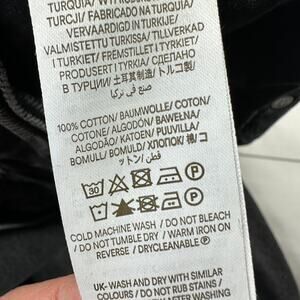 TURQUIA/
TURCJI/ FABRICADO NA TURQUIA/
VERVAARDIGD IN TURKIJE/
VALMISTETTU TURKISSA/ TILLVERKAD
I TURKIET/ FREMSTILLET I TYRKIET/
PRODUSERT I TYRKIA/ СДЕЛАНО
В ТУРЦИИ/ 土耳其制造/ トルコ製/
صنع في تركيا
100% COTTON/ BAUMWOLLE/ COTON/
COTONE/ ALGODÓN/ BAWEŁNA/
ALGODÃO/ KATOEN/ PUUVILLA/
BOMULL/ BOMULD/ ХЛОПОК/ 棉/ コ
ットン/ قطن
30 P
P
COLD MACHINE WASH / DO NOT BLEACH
/ DO NOT TUMBLE DRY / WARM IRON ON
REVERSE / DRYCLEANABLE Ⓟ
UK- WASH AND DRY WITH SIMILAR
COLOURS / DO NOT RUB STAINS /
AFTER WASHING